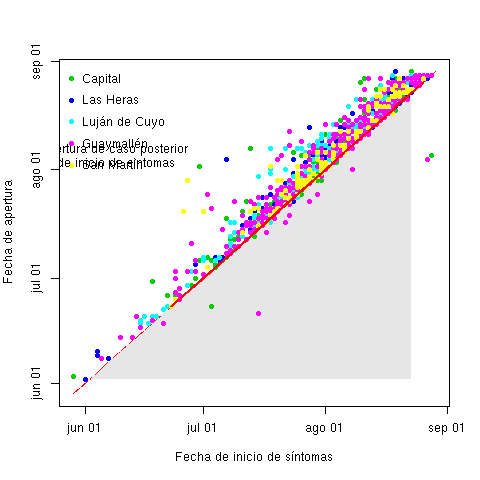 sep 01
Capital
Las Heras
Luján de Cuyo
Guaymallén
ertura de caso posterior
de inicio de síntomas
San Martín
ago 01
jul 01
jun 01
Fecha de apertura
jun 01
jul 01
ago 01
sep 01
Fecha de inicio de síntomas